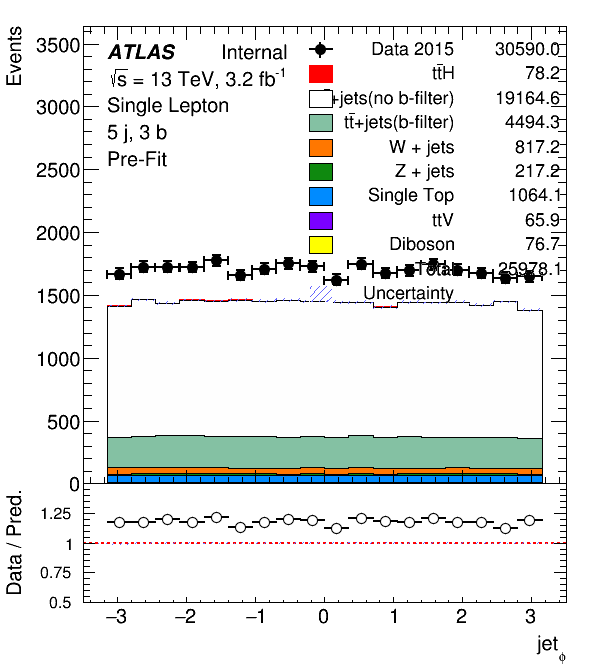 Events
3500
3000
2500
2000
1500
1000
500
0
ATLAS Internal
√s = 13 TeV, 3.2 fb⁻¹
Single Lepton
5 j, 3 b
Pre-Fit
Data 2015 30590.0
tt̄H 78.2
+jets(no b-filter) 19164.6
tt̄+jets(b-filter) 4494.3
W + jets 817.2
Z + jets 217.2
Single Top 1064.1
ttV 65.9
Diboson 76.7
Total 25978.1
Uncertainty
Data / Pred.
1.25
1
0.75
0.5
−3 −2 −1 0 1 2 3
jet_ϕ